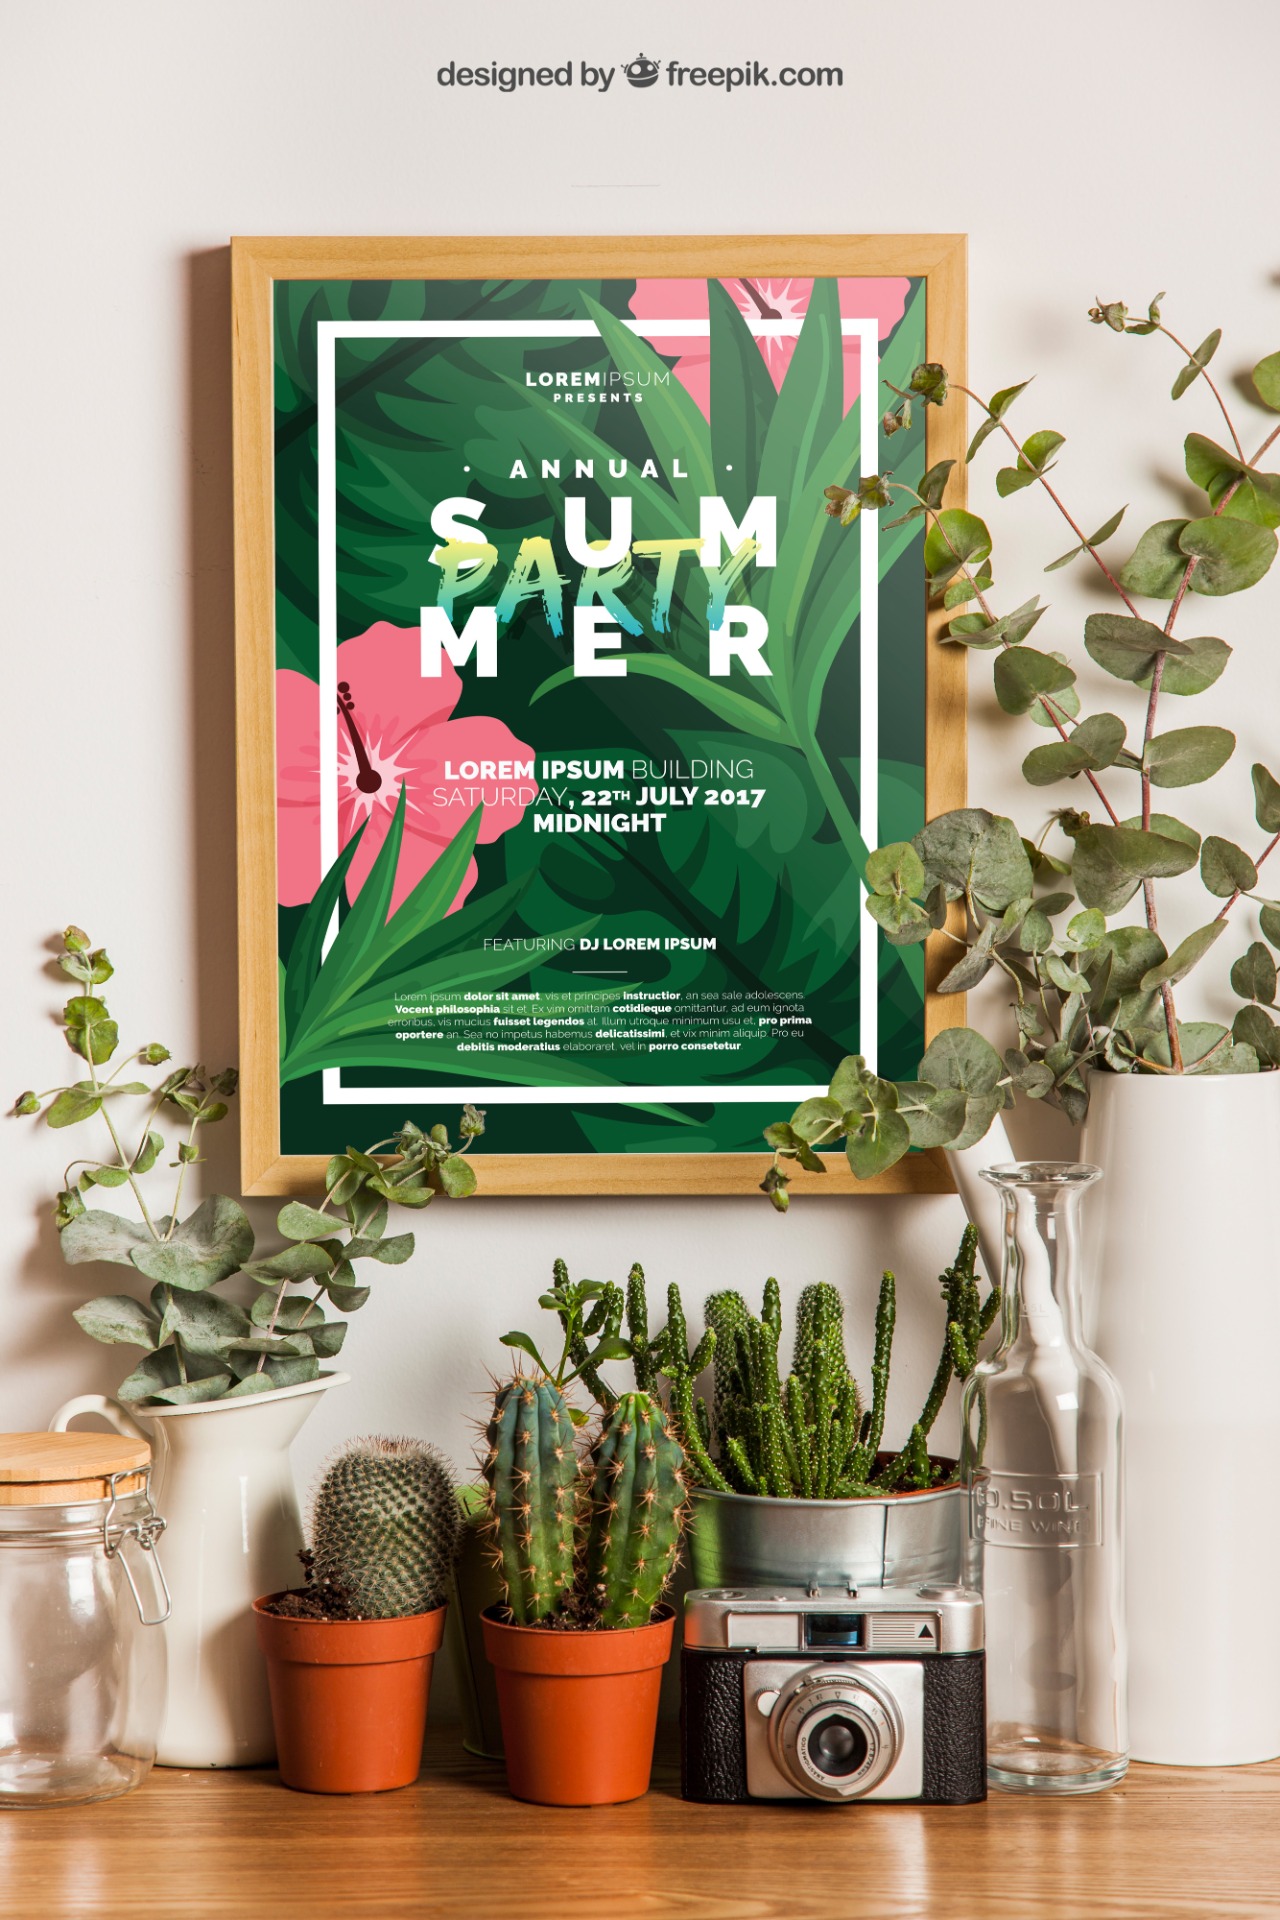 designed by freepik.com
LOREMIPSUM
PRESENTS
· ANNUAL ·
SUM
PARTY
MER
LOREM IPSUM BUILDING
SATURDAY, 22TH JULY 2017
MIDNIGHT
FEATURING DJ LOREM IPSUM
Lorem ipsum dolor sit amet, vis et principes instructior, an sea sale adolescens.
Vocent philosophia sit et. Ex vim omittam cotidieque omittantur, ad eum ignota
erroribus, vis mucius fuisset legendos at. Illum utroque minimum usu et, pro prima
oportere an. Sea no impetus habemus delicatissimi, et vix minim aliquip. Pro eu
debitis moderatius elaboraret, vel in porro consetetur.
0.50L
FINE WINE